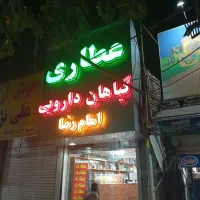 عطاری
گیاهان دارویی
امام رضا